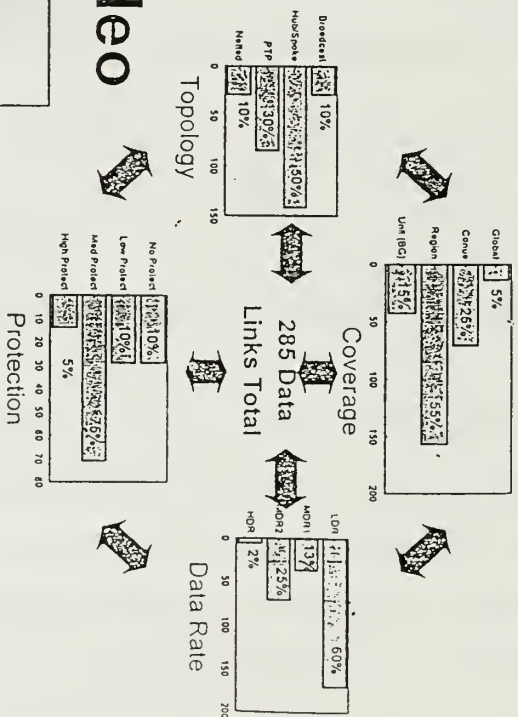 leo
Broadcast
Hub/Spoke
PTP
Netted
10%
50%
30%
10%
0
50
100
150
Topology
Global
Conus
Region
Unit (BG)
5%
25%
55%
15%
0
50
100
150
200
Coverage
285 Data
Links Total
No Protect
Low Protect
Med Protect
High Protect
10%
10%
75%
5%
0
10
20
30
40
50
60
70
80
Protection
LDR
MDR1
MDR2
HDR
60%
13%
25%
2%
0
50
100
150
200
Data Rate